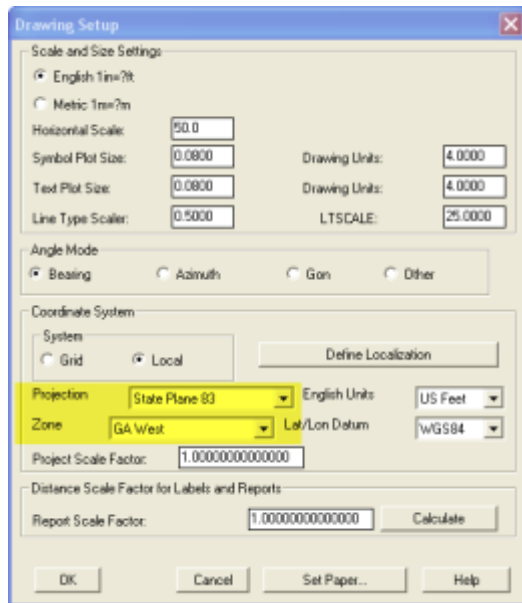 Drawing Setup
Scale and Size Settings
English 1in=?ft
Metric 1m=?m
Horizontal Scale: 50.0
Symbol Plot Size: 0.0800 Drawing Units: 4.0000
Text Plot Size: 0.0800 Drawing Units: 4.0000
Line Type Scaler: 0.5000 LTSCALE: 25.0000
Angle Mode
Bearing Azimuth Gon Other
Coordinate System
System
Grid Local Define Localization
Projection State Plane 83 English Units US Feet
Zone GA West Lat/Lon Datum WGS84
Project Scale Factor: 1.00000000000000
Distance Scale Factor for Labels and Reports
Report Scale Factor: 1.00000000000000 Calculate
OK Cancel Set Paper... Help